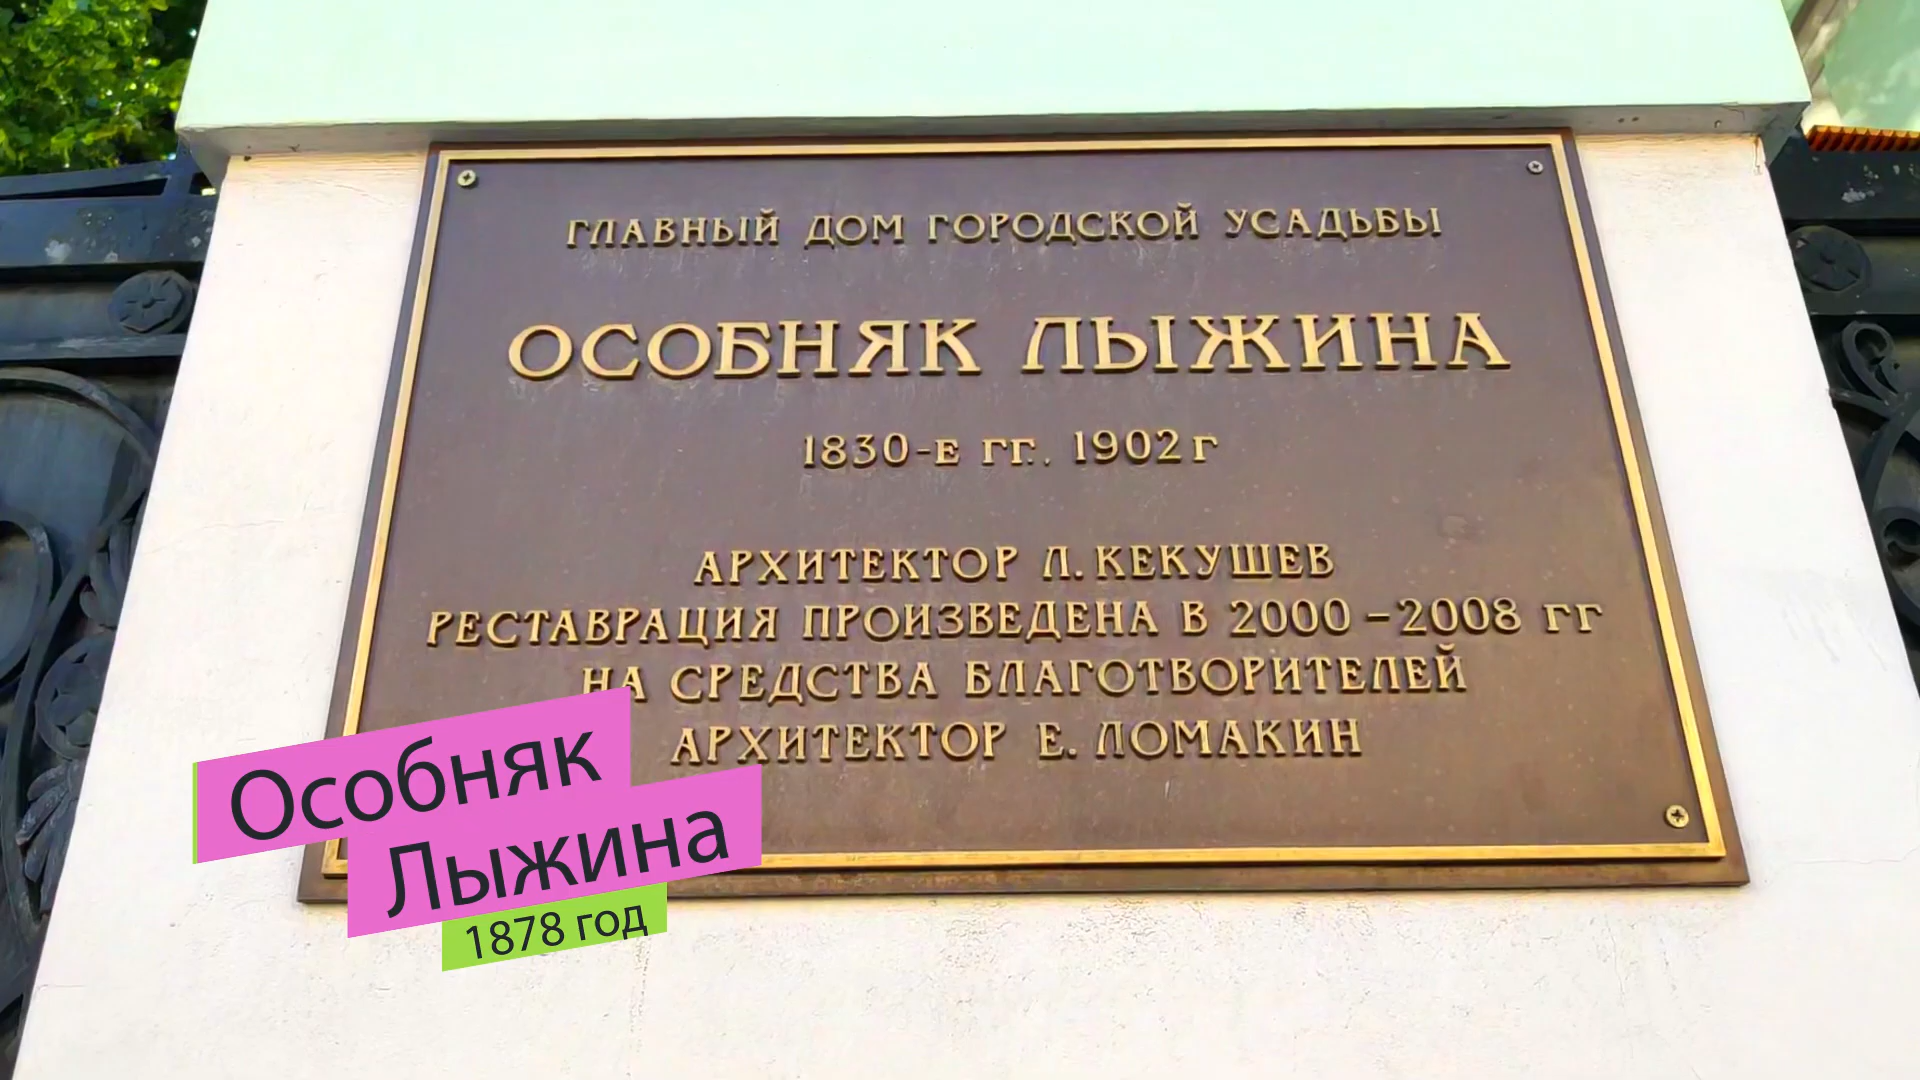 ГЛАВНЫЙ ДОМ ГОРОДСКОЙ УСАДЬБЫ
ОСОБНЯК ЛЫЖИНА
1830-Е ГГ., 1902 Г
АРХИТЕКТОР Л. КЕКУШЕВ
РЕСТАВРАЦИЯ ПРОИЗВЕДЕНА В 2000 – 2008 ГГ
НА СРЕДСТВА БЛАГОТВОРИТЕЛЕЙ
АРХИТЕКТОР Е. ЛОМАКИН
Особняк
Лыжина
1878 год